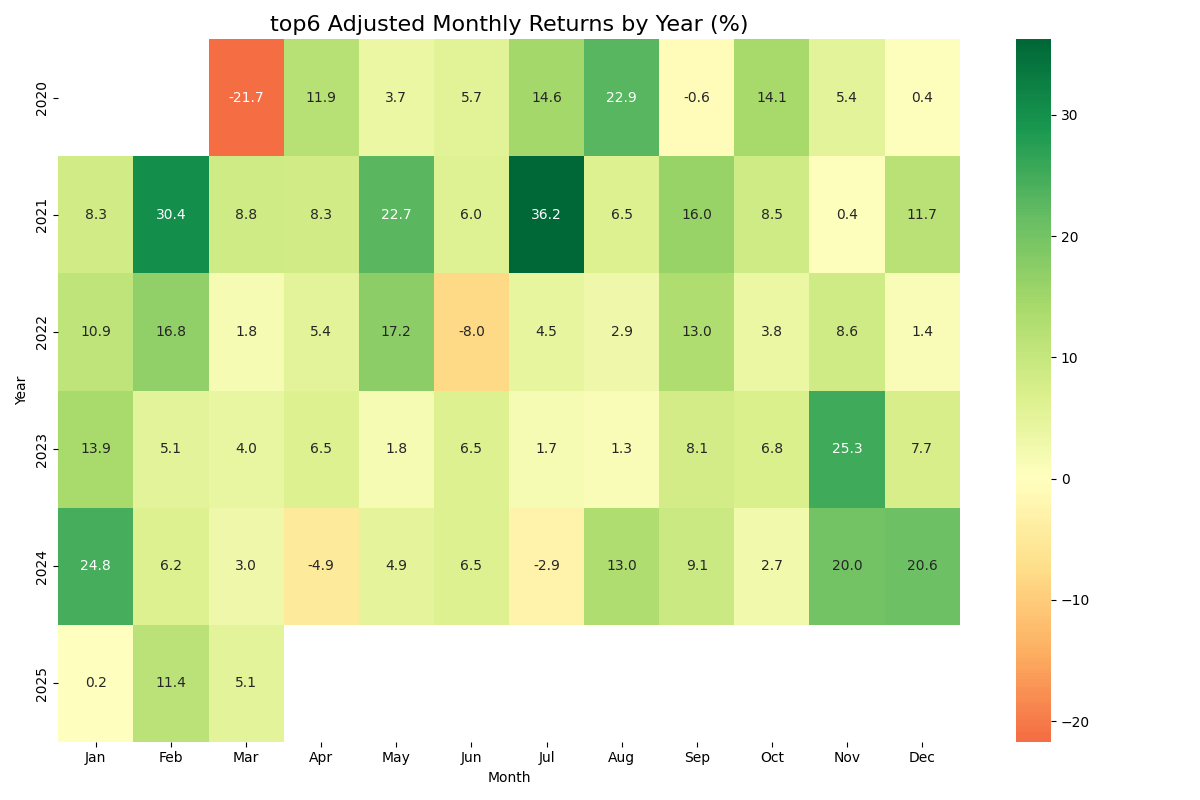 top6 Adjusted Monthly Returns by Year (%)
2020 -21.7 11.9 3.7 5.7 14.6 22.9 -0.6 14.1 5.4 0.4
2021 8.3 30.4 8.8 8.3 22.7 6.0 36.2 6.5 16.0 8.5 0.4 11.7
2022 10.9 16.8 1.8 5.4 17.2 -8.0 4.5 2.9 13.0 3.8 8.6 1.4
2023 13.9 5.1 4.0 6.5 1.8 6.5 1.7 1.3 8.1 6.8 25.3 7.7
2024 24.8 6.2 3.0 -4.9 4.9 6.5 -2.9 13.0 9.1 2.7 20.0 20.6
2025 0.2 11.4 5.1
Year
Jan Feb Mar Apr May Jun Jul Aug Sep Oct Nov Dec
Month
30
20
10
0
−10
−20